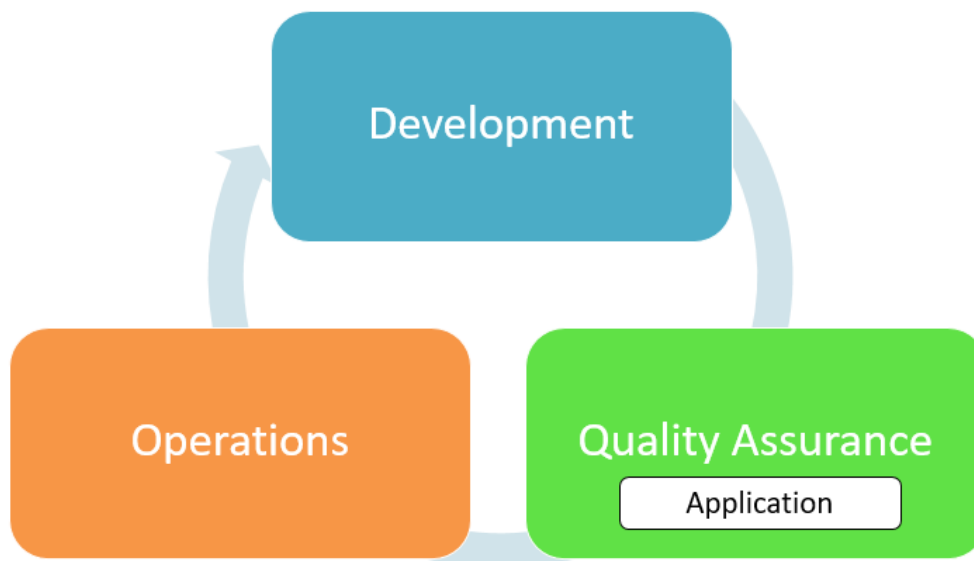 Development
Operations
Quality Assurance
Application